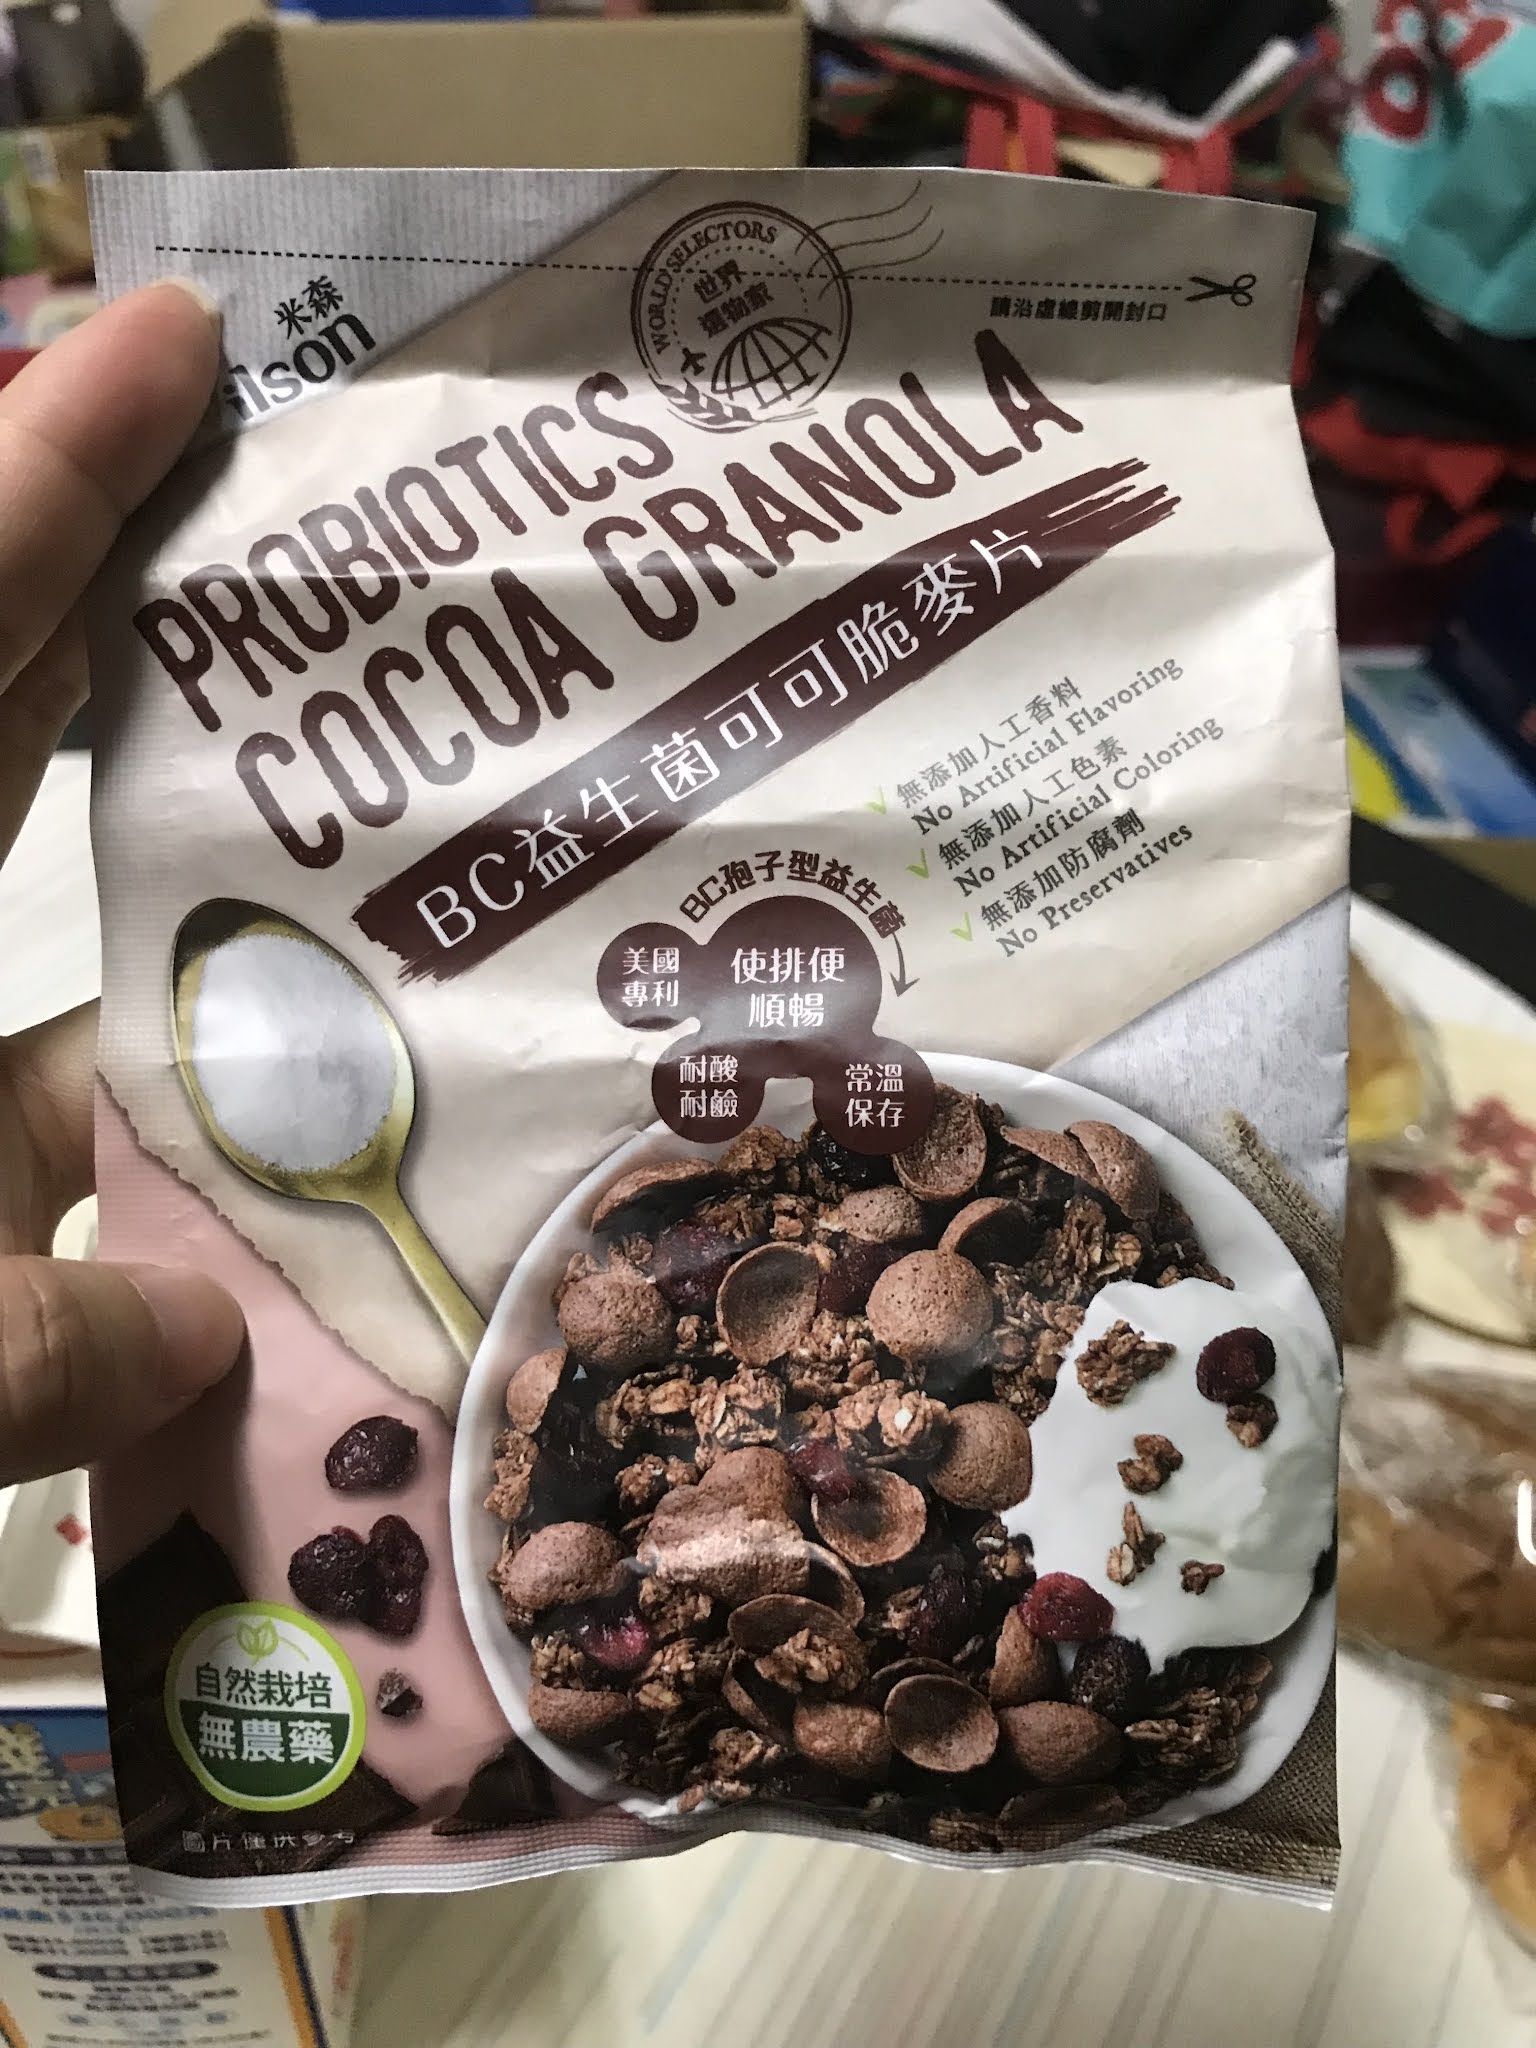 WORLD SELECTORS
世界
選物家
請沿虛線剪開封口
米森
ilson
PROBIOTICS
COCOA GRANOLA
BC益生菌可可脆麥片
無添加人工香料
No Artificial Flavoring
無添加人工色素
No Artificial Coloring
無添加防腐劑
No Preservatives
BC孢子型益生菌
美國
專利
使排便
順暢
耐酸
耐鹼
常溫
保存
自然栽培
無農藥
圖片僅供參考